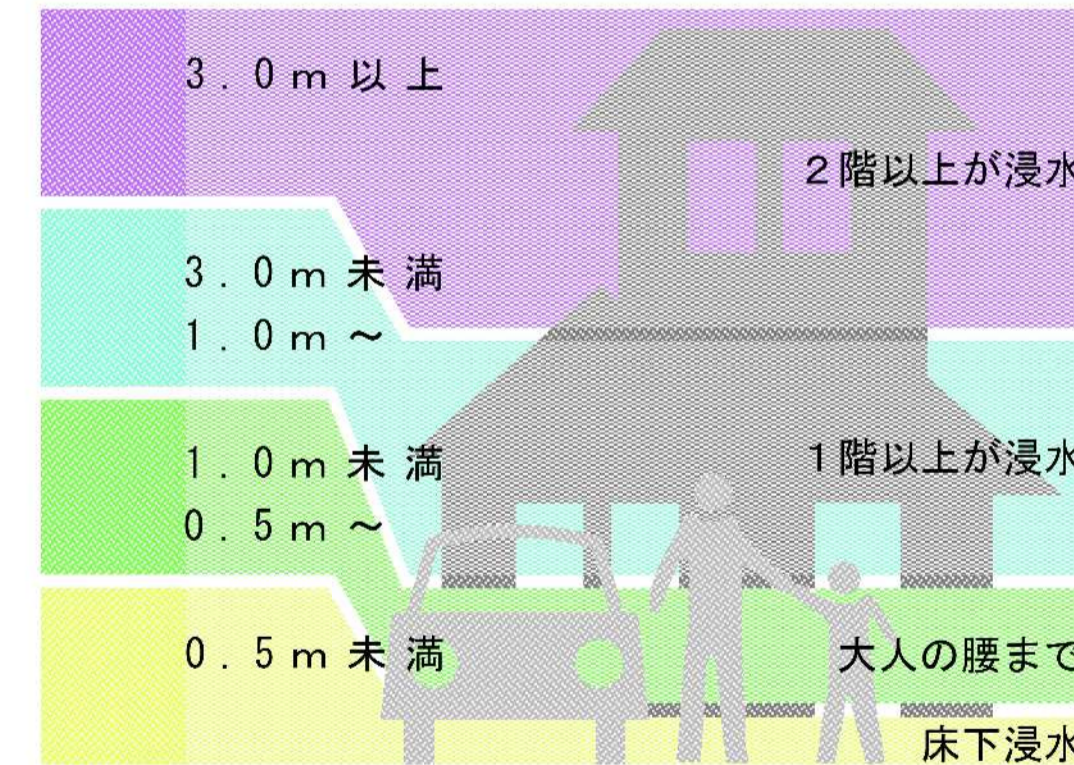 3.0m以上
2階以上が浸水
3.0m未満
1.0m～
1.0m未満
1階以上が浸水
0.5m～
0.5m未満
大人の腰まで
床下浸水